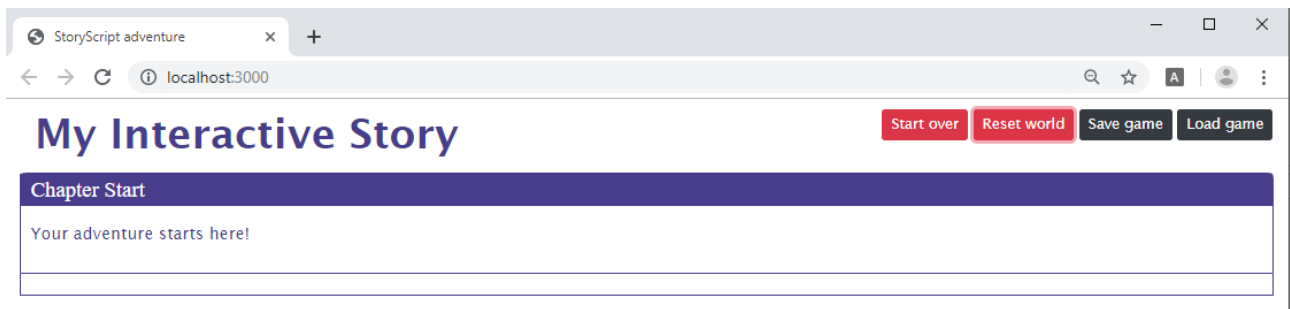 StoryScript adventure
localhost:3000
A
My Interactive Story
Start over Reset world Save game Load game
Chapter Start
Your adventure starts here!